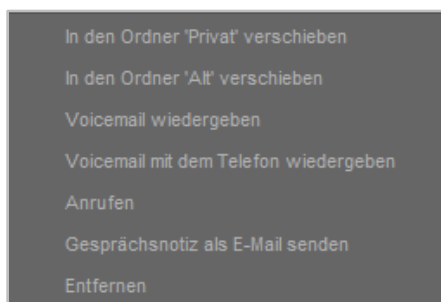 In den Ordner 'Privat' verschieben
In den Ordner 'Alt' verschieben
Voicemail wiedergeben
Voicemail mit dem Telefon wiedergeben
Anrufen
Gesprächsnotiz als E-Mail senden
Entfernen